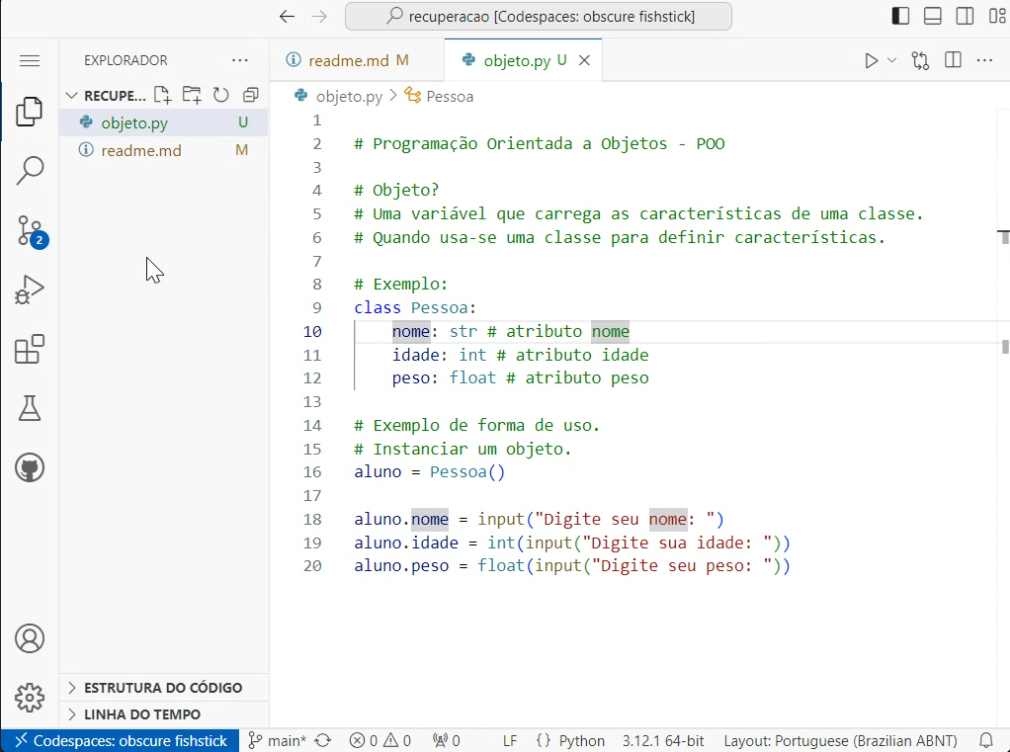 recuperacao [Codespaces: obscure fishstick]
EXPLORADOR
RECUPE...
objeto.py U
readme.md M
2
ESTRUTURA DO CÓDIGO
LINHA DO TEMPO
readme.md M
objeto.py U
objeto.py > Pessoa
1
2 # Programação Orientada a Objetos - POO
3
4 # Objeto?
5 # Uma variável que carrega as características de uma classe.
6 # Quando usa-se uma classe para definir características.
7
8 # Exemplo:
9 class Pessoa:
10     nome: str # atributo nome
11     idade: int # atributo idade
12     peso: float # atributo peso
13
14 # Exemplo de forma de uso.
15 # Instanciar um objeto.
16 aluno = Pessoa()
17
18 aluno.nome = input("Digite seu nome: ")
19 aluno.idade = int(input("Digite sua idade: "))
20 aluno.peso = float(input("Digite seu peso: "))
Codespaces: obscure fishstick main* 0 0 0 LF {} Python 3.12.1 64-bit Layout: Portuguese (Brazilian ABNT)